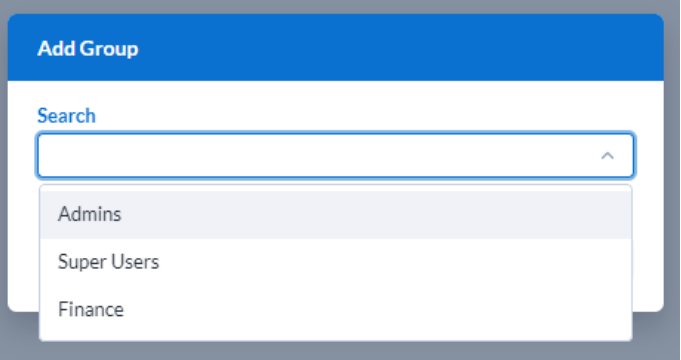 Add Group
Search
Admins
Super Users
Finance